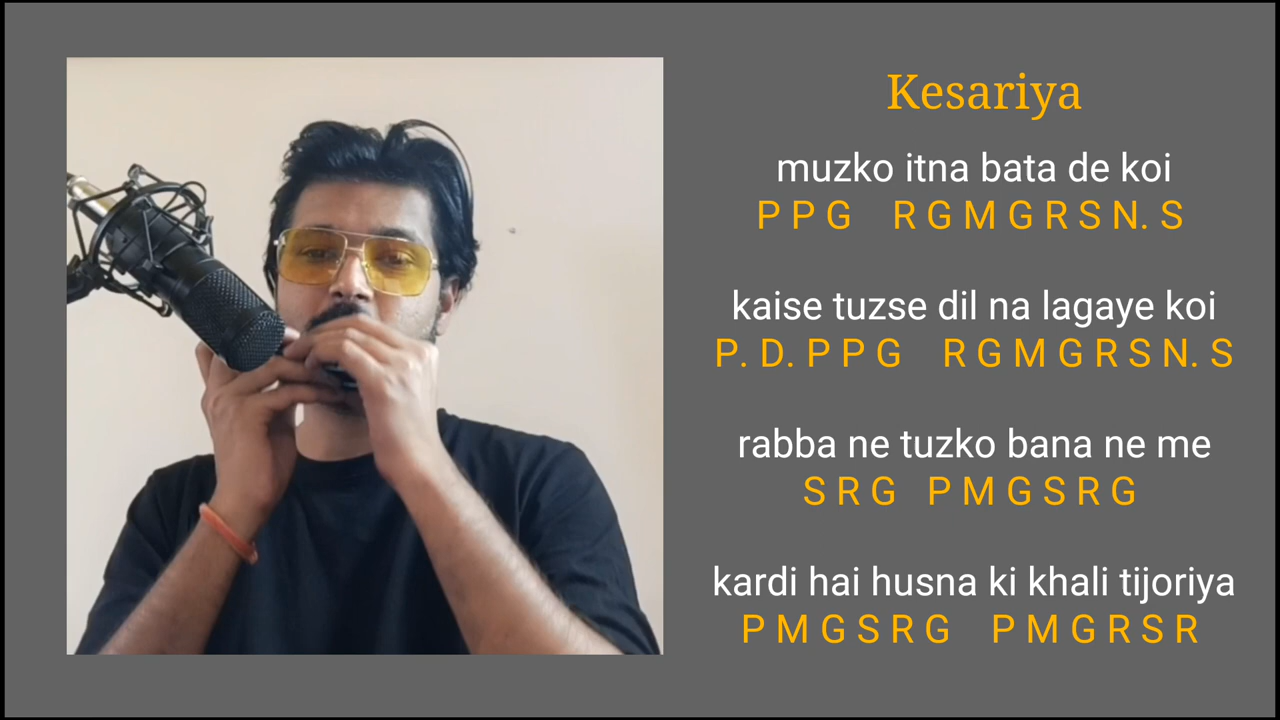 Kesariya
muzko itna bata de koi
P P G R G M G R S N. S
kaise tuzse dil na lagaye koi
P. D. P P G R G M G R S N. S
rabba ne tuzko bana ne me
S R G P M G S R G
kardi hai husna ki khali tijoriya
P M G S R G P M G R S R